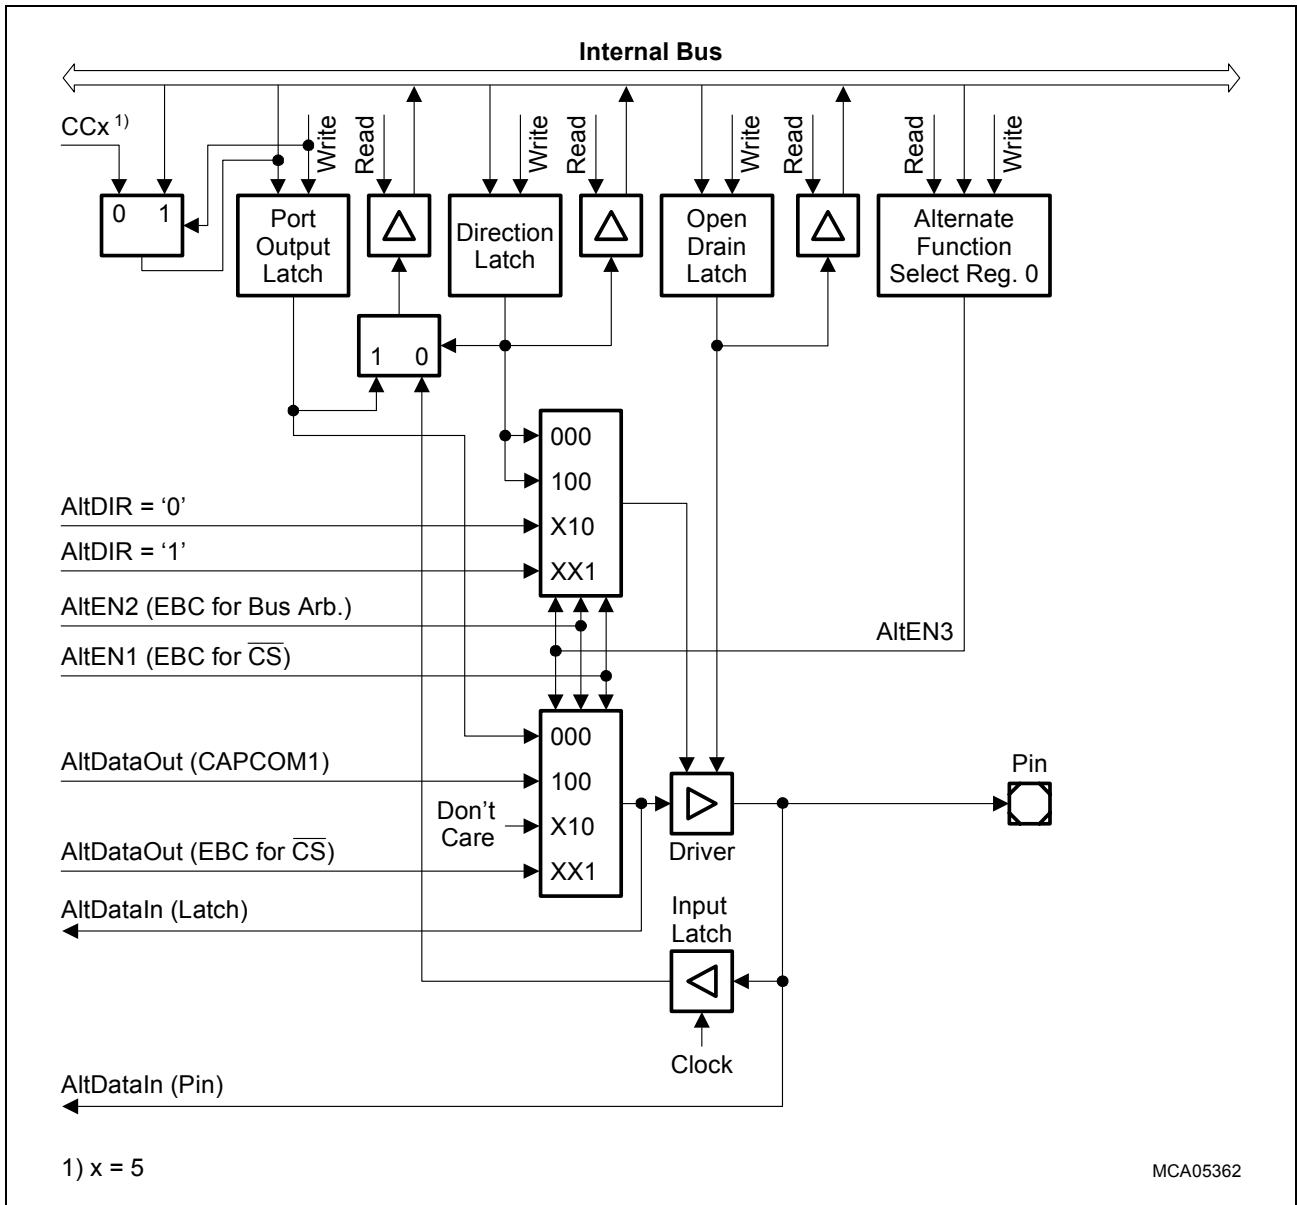 Internal Bus
CCx 1)
Write
Read
Write
Read
Write
Read
Read
Write
0 1
Port
Output
Latch
Direction
Latch
Open
Drain
Latch
Alternate
Function
Select Reg. 0
1 0
000
100
X10
XX1
AltDIR = ‘0’
AltDIR = ‘1’
AltEN2 (EBC for Bus Arb.)
AltEN1 (EBC for C̅S̅)
AltEN3
000
100
X10
XX1
AltDataOut (CAPCOM1)
Don’t
Care
AltDataOut (EBC for C̅S̅)
AltDataIn (Latch)
Driver
Pin
Input
Latch
Clock
AltDataIn (Pin)
1) x = 5
MCA05362